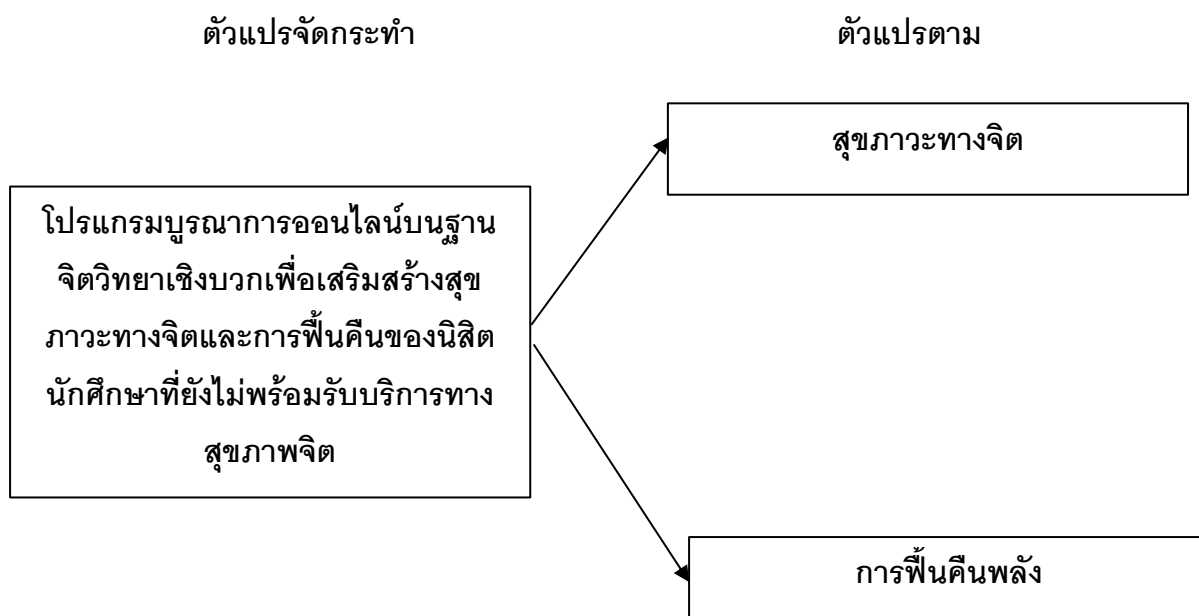 ตัวแปรจัดกระทำ
ตัวแปรตาม
สุขภาวะทางจิต
โปรแกรมบูรณาการออนไลน์บนฐาน
จิตวิทยาเชิงบวกเพื่อเสริมสร้างสุข
ภาวะทางจิตและการฟื้นคืนของนิสิต
นักศึกษาที่ยังไม่พร้อมรับบริการทาง
สุขภาพจิต
การฟื้นคืนพลัง